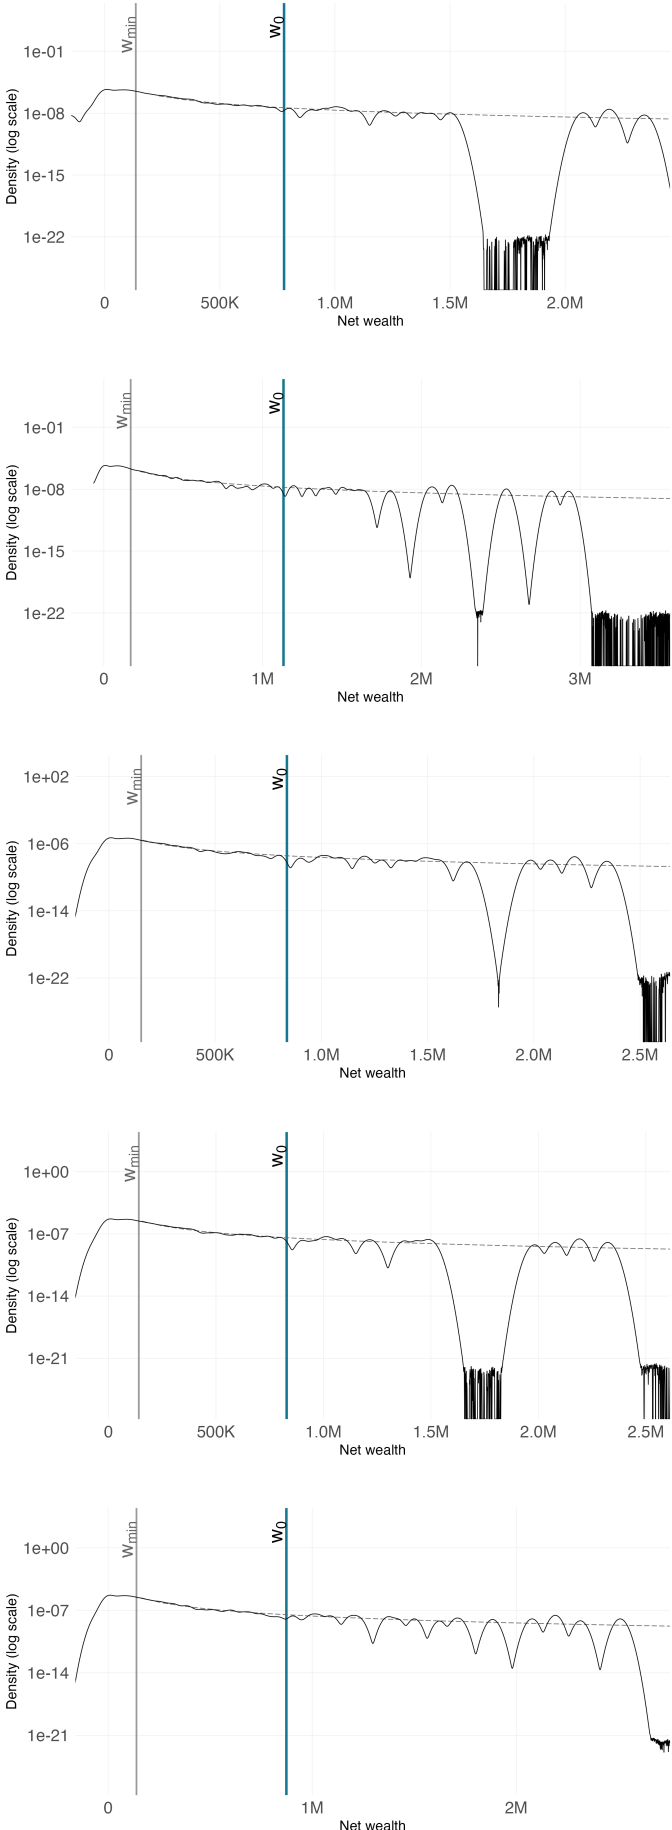 w_min
w_0
1e-01
1e-08
1e-15
1e-22
Density (log scale)
0 500K 1.0M 1.5M 2.0M
Net wealth
w_min
w_0
1e-01
1e-08
1e-15
1e-22
Density (log scale)
0 1M 2M 3M
Net wealth
w_min
w_0
1e+02
1e-06
1e-14
1e-22
Density (log scale)
0 500K 1.0M 1.5M 2.0M 2.5M
Net wealth
w_min
w_0
1e+00
1e-07
1e-14
1e-21
Density (log scale)
0 500K 1.0M 1.5M 2.0M 2.5M
Net wealth
w_min
w_0
1e+00
1e-07
1e-14
1e-21
Density (log scale)
0 1M 2M
Net wealth